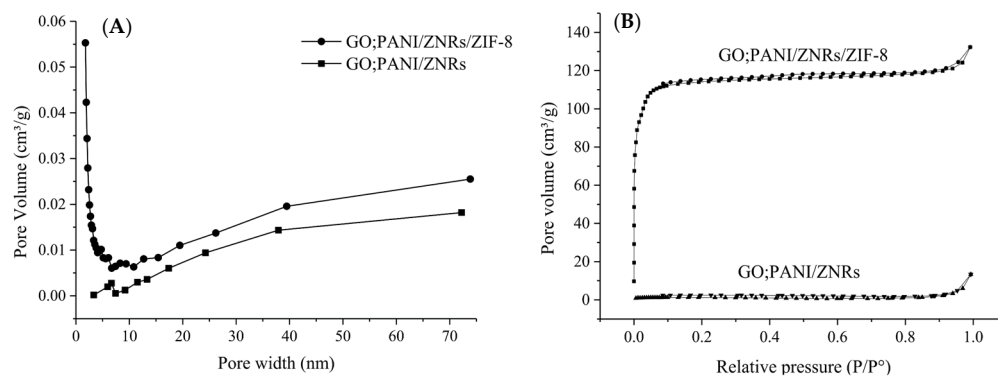 (A)
0.06
0.05
0.04
0.03
0.02
0.01
0.00
Pore Volume (cm³/g)
GO;PANI/ZNRs/ZIF-8
GO;PANI/ZNRs
0 10 20 30 40 50 60 70
Pore width (nm)
(B)
140
120
100
80
60
40
20
0
Pore volume (cm³/g)
GO;PANI/ZNRs/ZIF-8
GO;PANI/ZNRs
0.0 0.2 0.4 0.6 0.8 1.0
Relative pressure (P/P°)